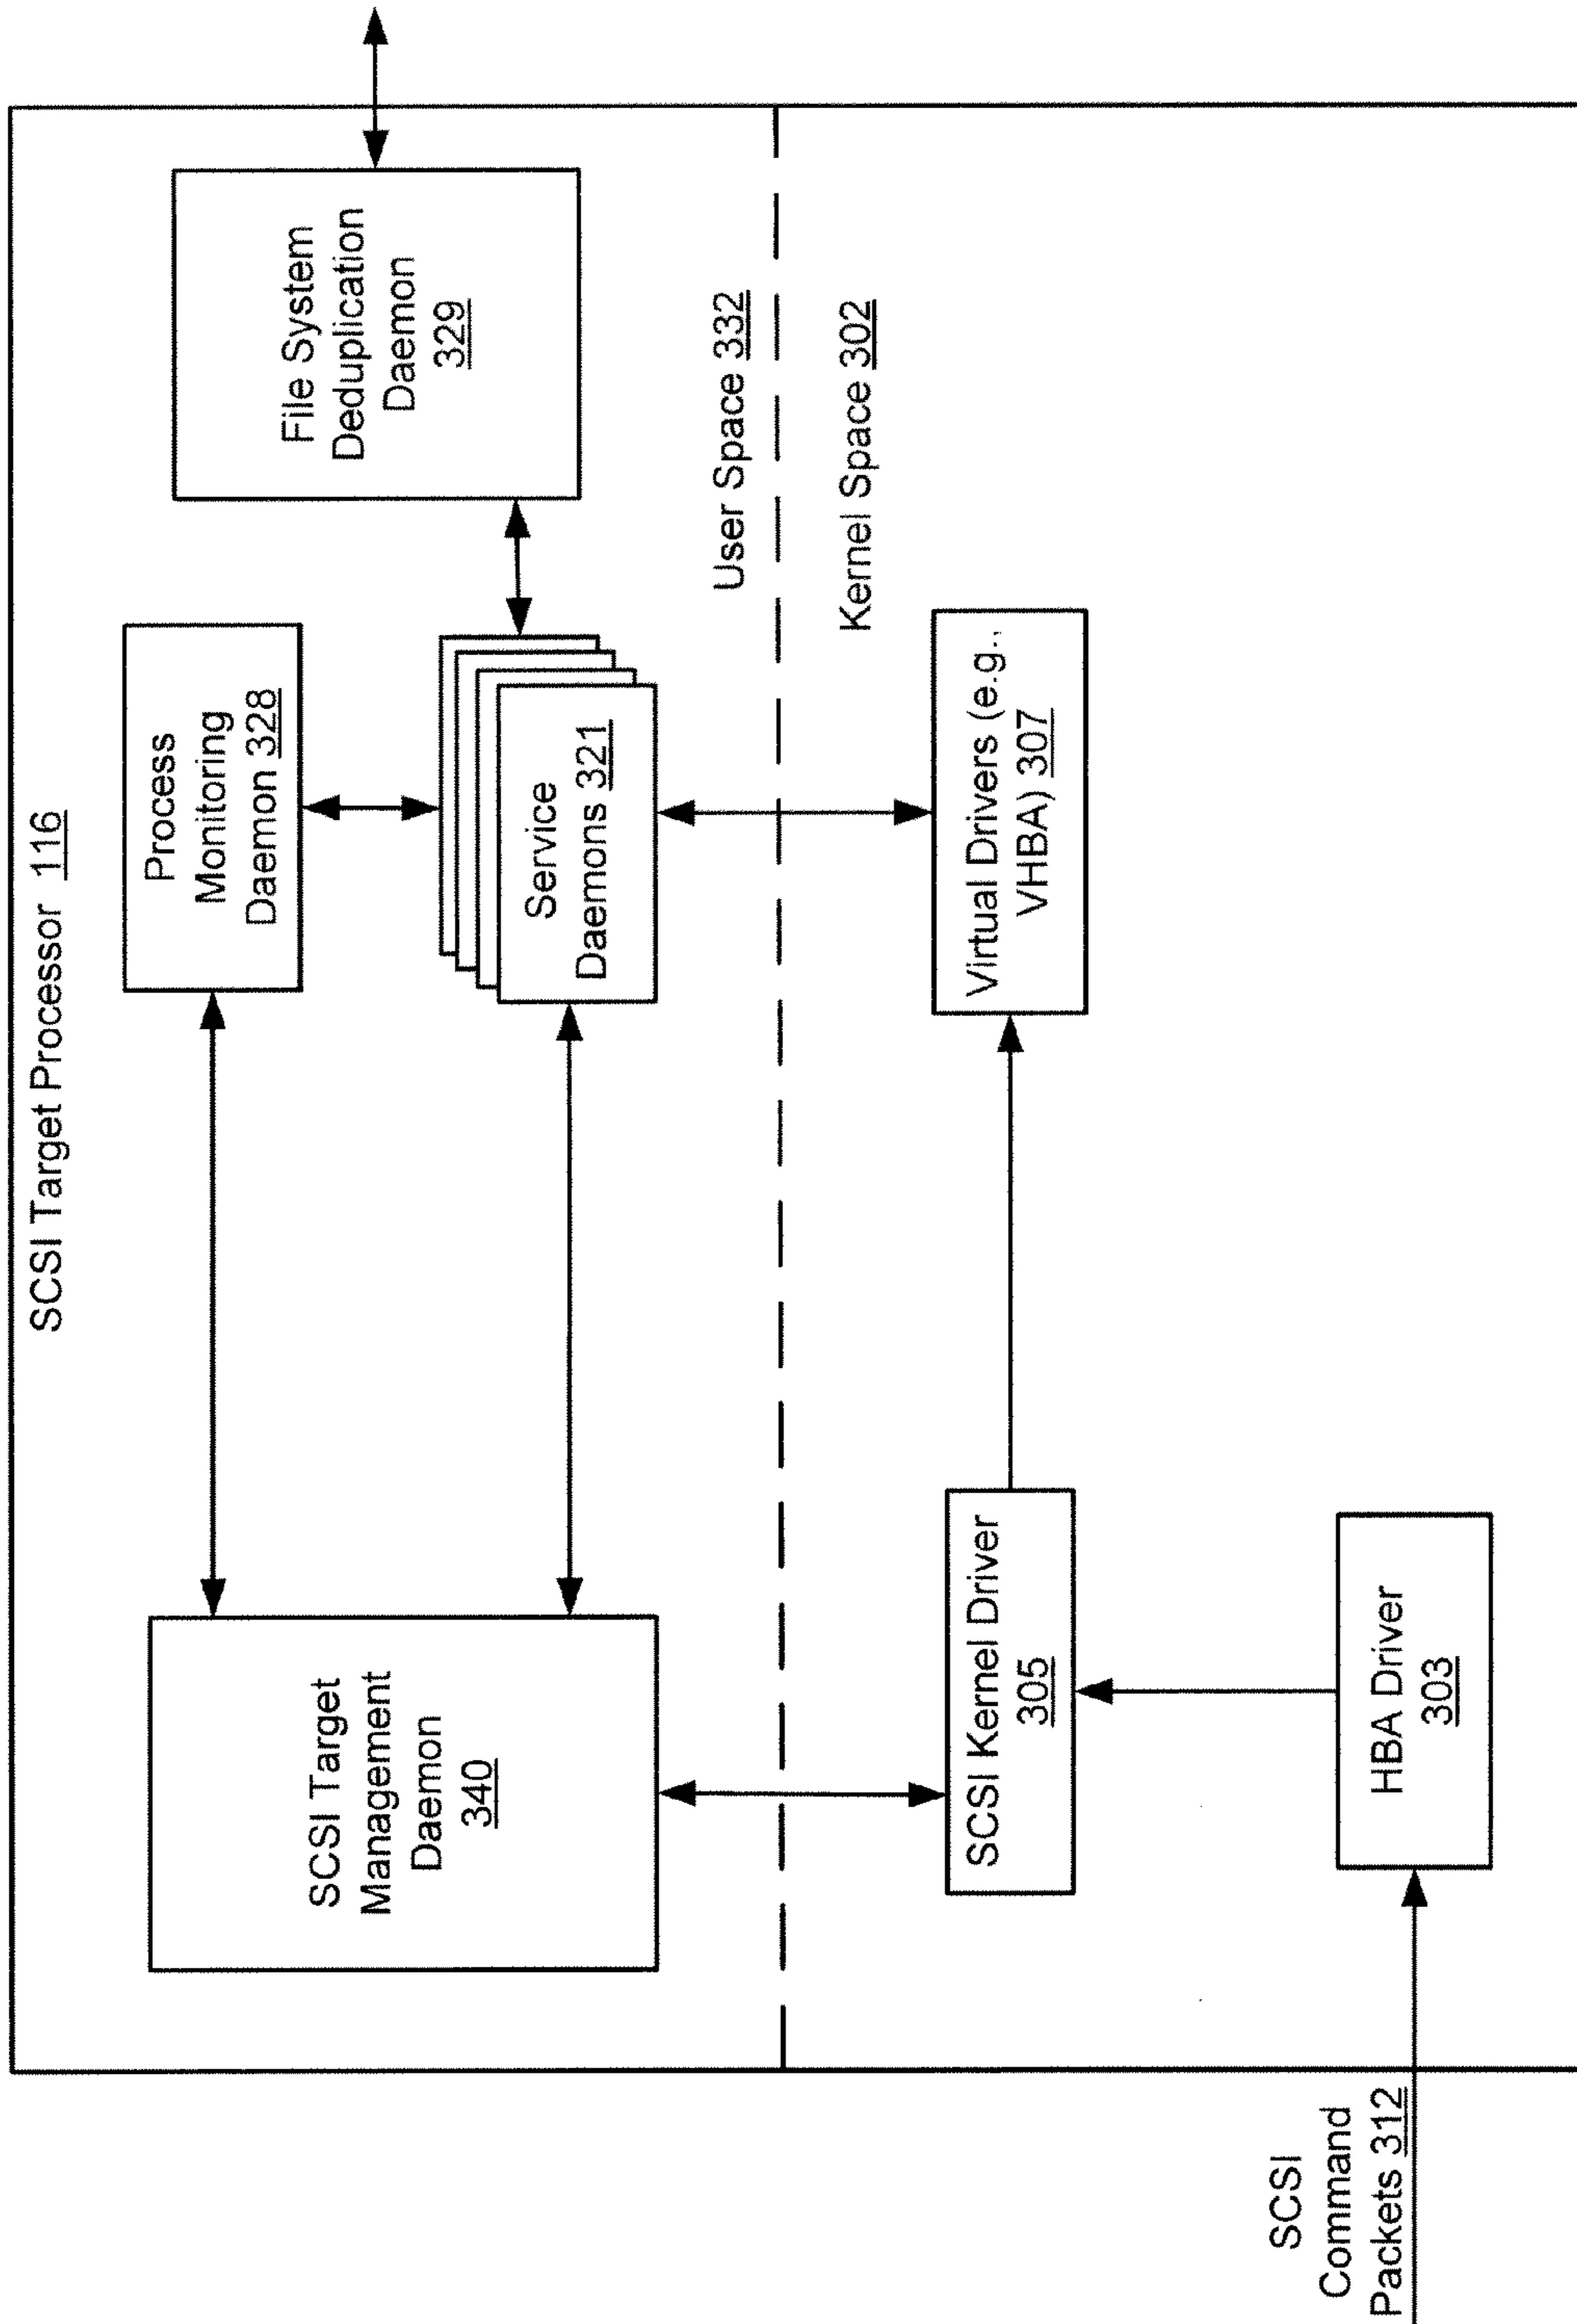 SCSI Target Processor 116
SCSI Target
Management
Daemon
340
Process
Monitoring
Daemon 328
Service
Daemons 321
File System
Deduplication
Daemon
329
User Space 332
Kernel Space 302
SCSI Kernel Driver
305
Virtual Drivers (e.g.,
VHBA) 307
HBA Driver
303
SCSI
Command
Packets 312